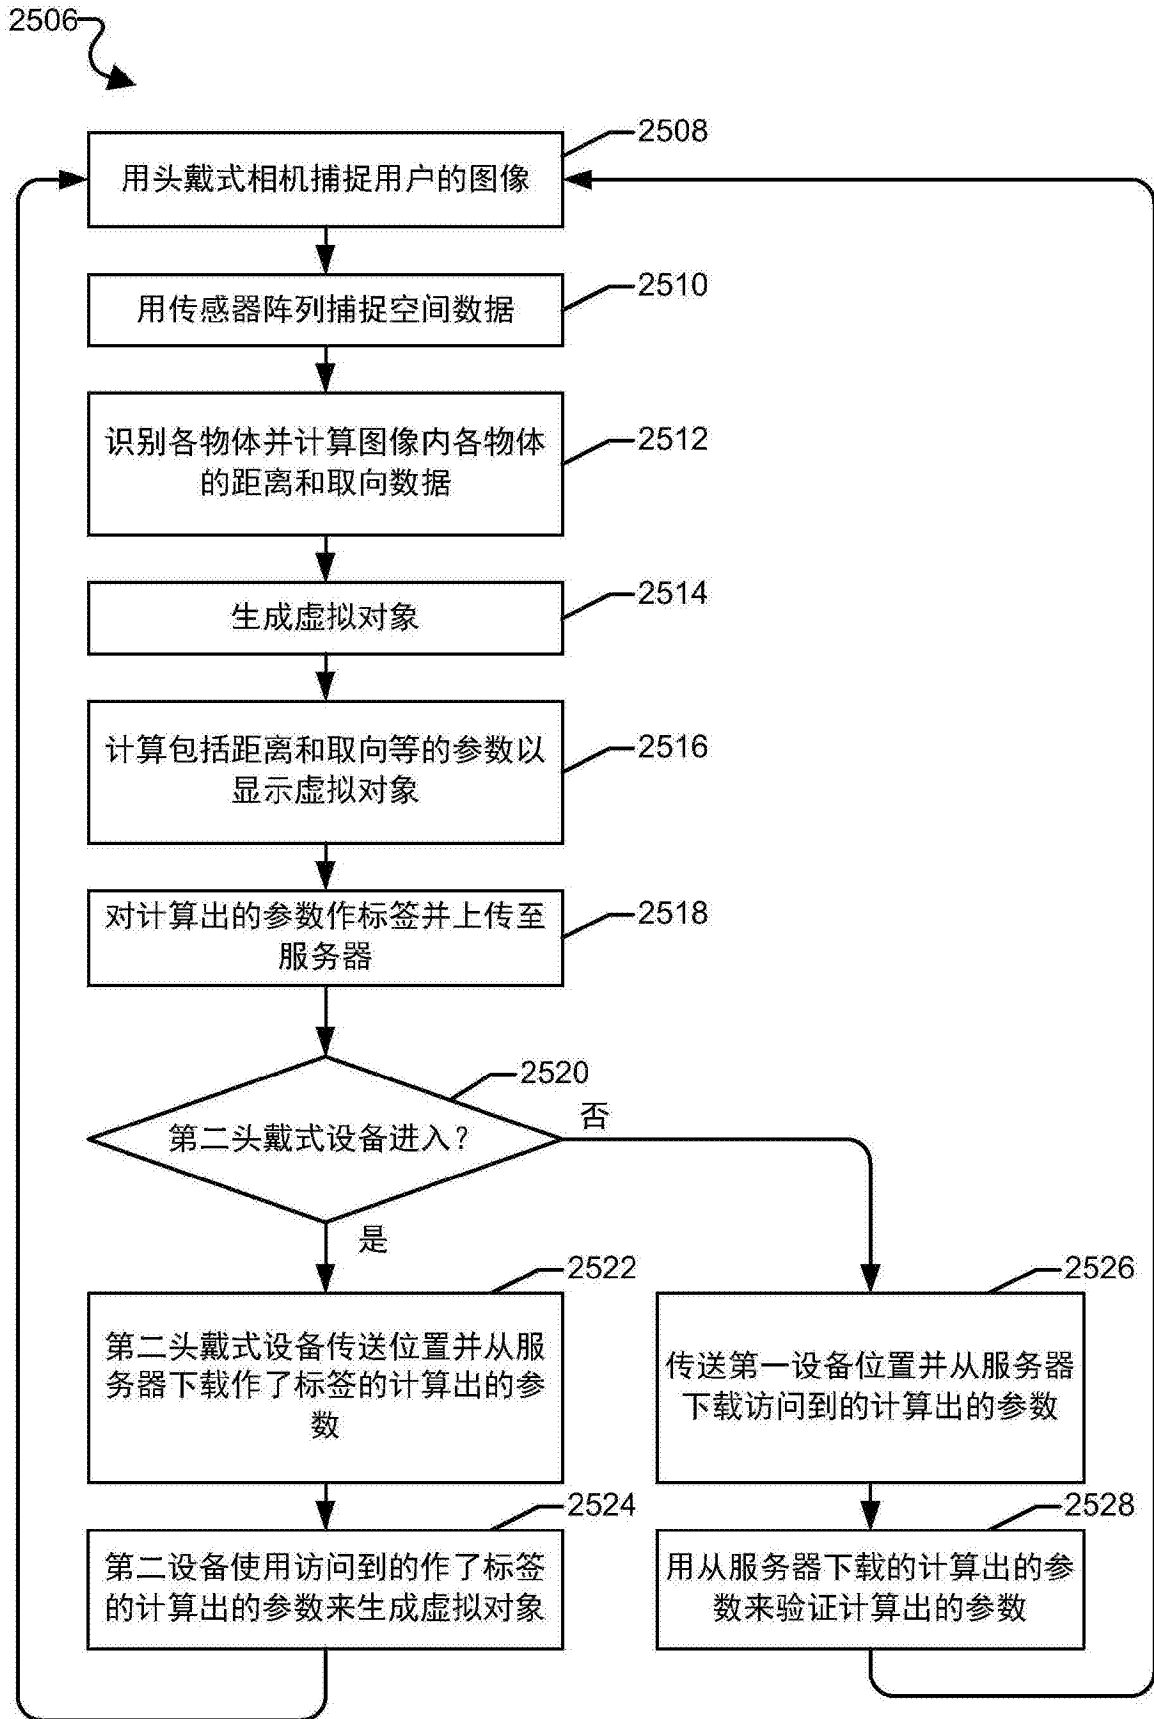 2506
2508
用头戴式相机捕捉用户的图像
2510
用传感器阵列捕捉空间数据
2512
识别各物体并计算图像内各物体
的距离和取向数据
2514
生成虚拟对象
2516
计算包括距离和取向等的参数以
显示虚拟对象
2518
对计算出的参数作标签并上传至
服务器
2520
第二头戴式设备进入?
否
是
2522
第二头戴式设备传送位置并从服
务器下载作了标签的计算出的参
数
2526
传送第一设备位置并从服务器
下载访问到的计算出的参数
2524
第二设备使用访问到的作了标签
的计算出的参数来生成虚拟对象
2528
用从服务器下载的计算出的参
数来验证计算出的参数